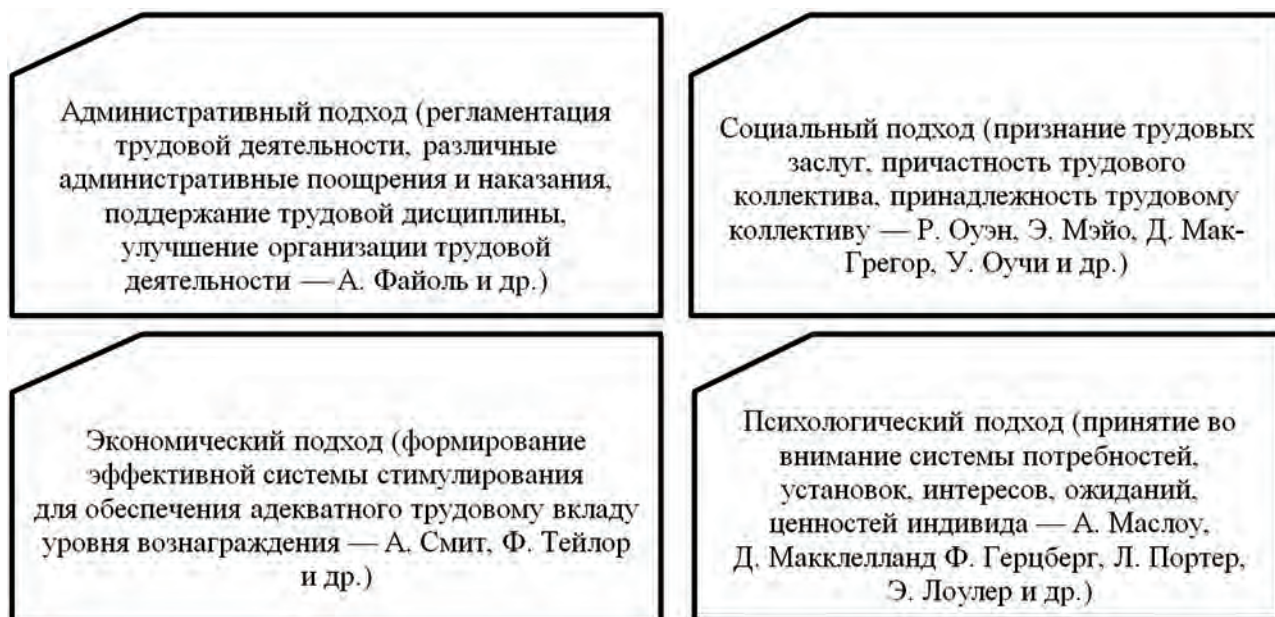 Административный подход (регламентация
трудовой деятельности, различные
административные поощрения и наказания,
поддержание трудовой дисциплины,
улучшение организации трудовой
деятельности — А. Файоль и др.)
Социальный подход (признание трудовых
заслуг, причастность трудового
коллектива, принадлежность трудовому
коллективу — Р. Оуэн, Э. Мэйо, Д. Мак-
Грегор, У. Оучи и др.)
Экономический подход (формирование
эффективной системы стимулирования
для обеспечения адекватного трудовому вкладу
уровня вознаграждения — А. Смит, Ф. Тейлор
и др.)
Психологический подход (принятие во
внимание системы потребностей,
установок, интересов, ожиданий,
ценностей индивида — А. Маслоу,
Д. Макклелланд Ф. Герцберг, Л. Портер,
Э. Лоулер и др.)